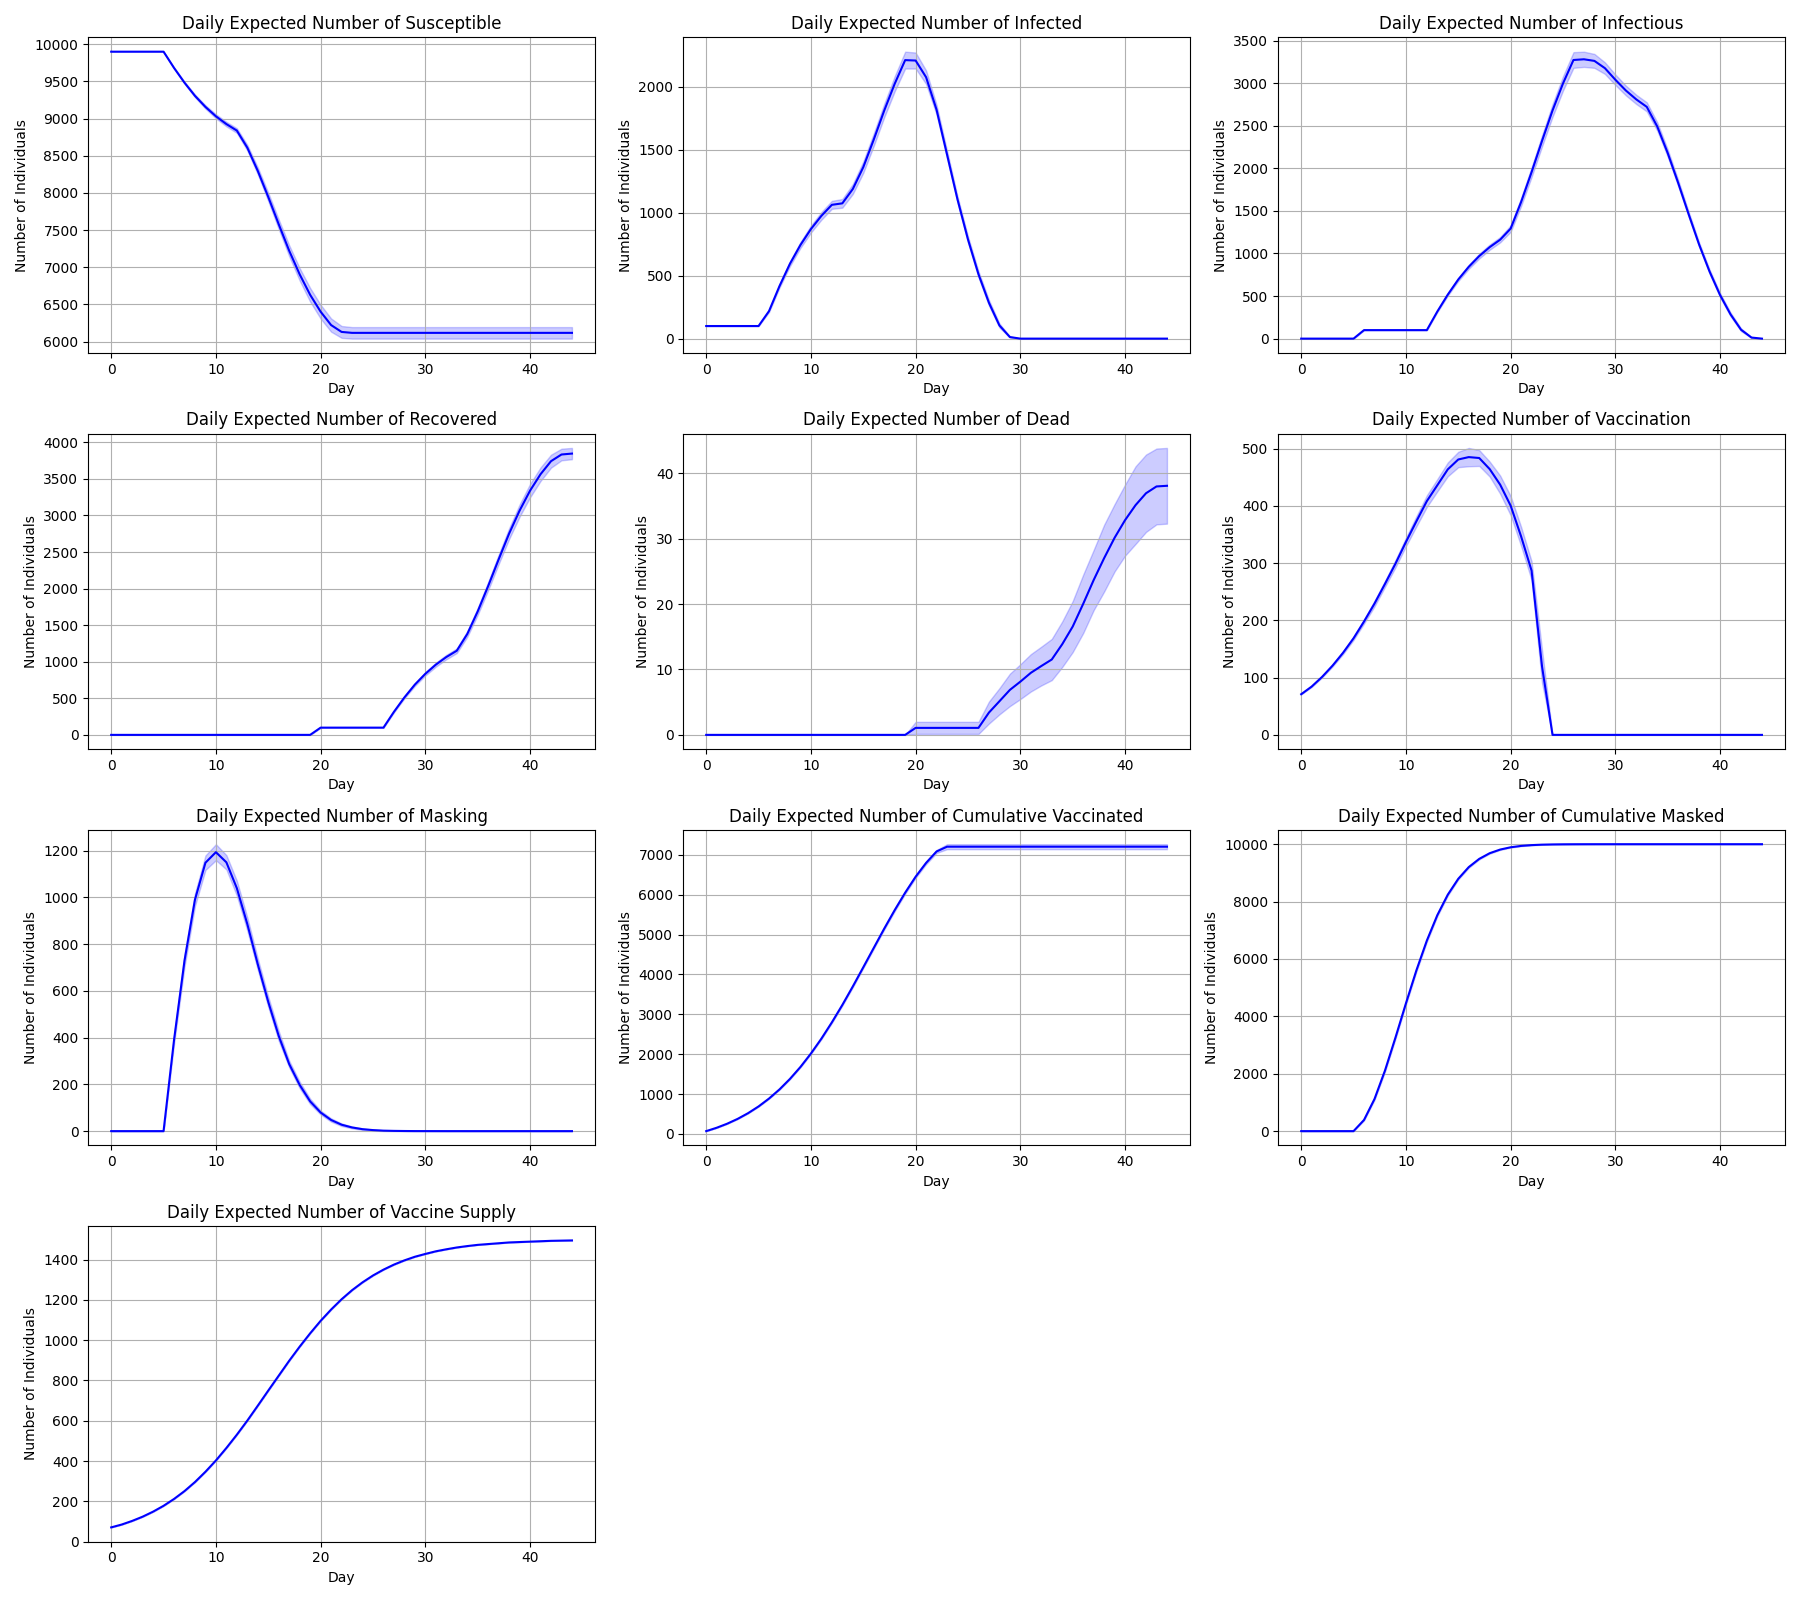 Daily Expected Number of Susceptible
Number of Individuals
10000
9500
9000
8500
8000
7500
7000
6500
6000
0 10 20 30 40
Day
Daily Expected Number of Infected
Number of Individuals
2000
1500
1000
500
0
0 10 20 30 40
Day
Daily Expected Number of Infectious
Number of Individuals
3500
3000
2500
2000
1500
1000
500
0
0 10 20 30 40
Day
Daily Expected Number of Recovered
Number of Individuals
4000
3500
3000
2500
2000
1500
1000
500
0
0 10 20 30 40
Day
Daily Expected Number of Dead
Number of Individuals
40
30
20
10
0
0 10 20 30 40
Day
Daily Expected Number of Vaccination
Number of Individuals
500
400
300
200
100
0
0 10 20 30 40
Day
Daily Expected Number of Masking
Number of Individuals
1200
1000
800
600
400
200
0
0 10 20 30 40
Day
Daily Expected Number of Cumulative Vaccinated
Number of Individuals
7000
6000
5000
4000
3000
2000
1000
0
0 10 20 30 40
Day
Daily Expected Number of Cumulative Masked
Number of Individuals
10000
8000
6000
4000
2000
0
0 10 20 30 40
Day
Daily Expected Number of Vaccine Supply
Number of Individuals
1400
1200
1000
800
600
400
200
0
0 10 20 30 40
Day